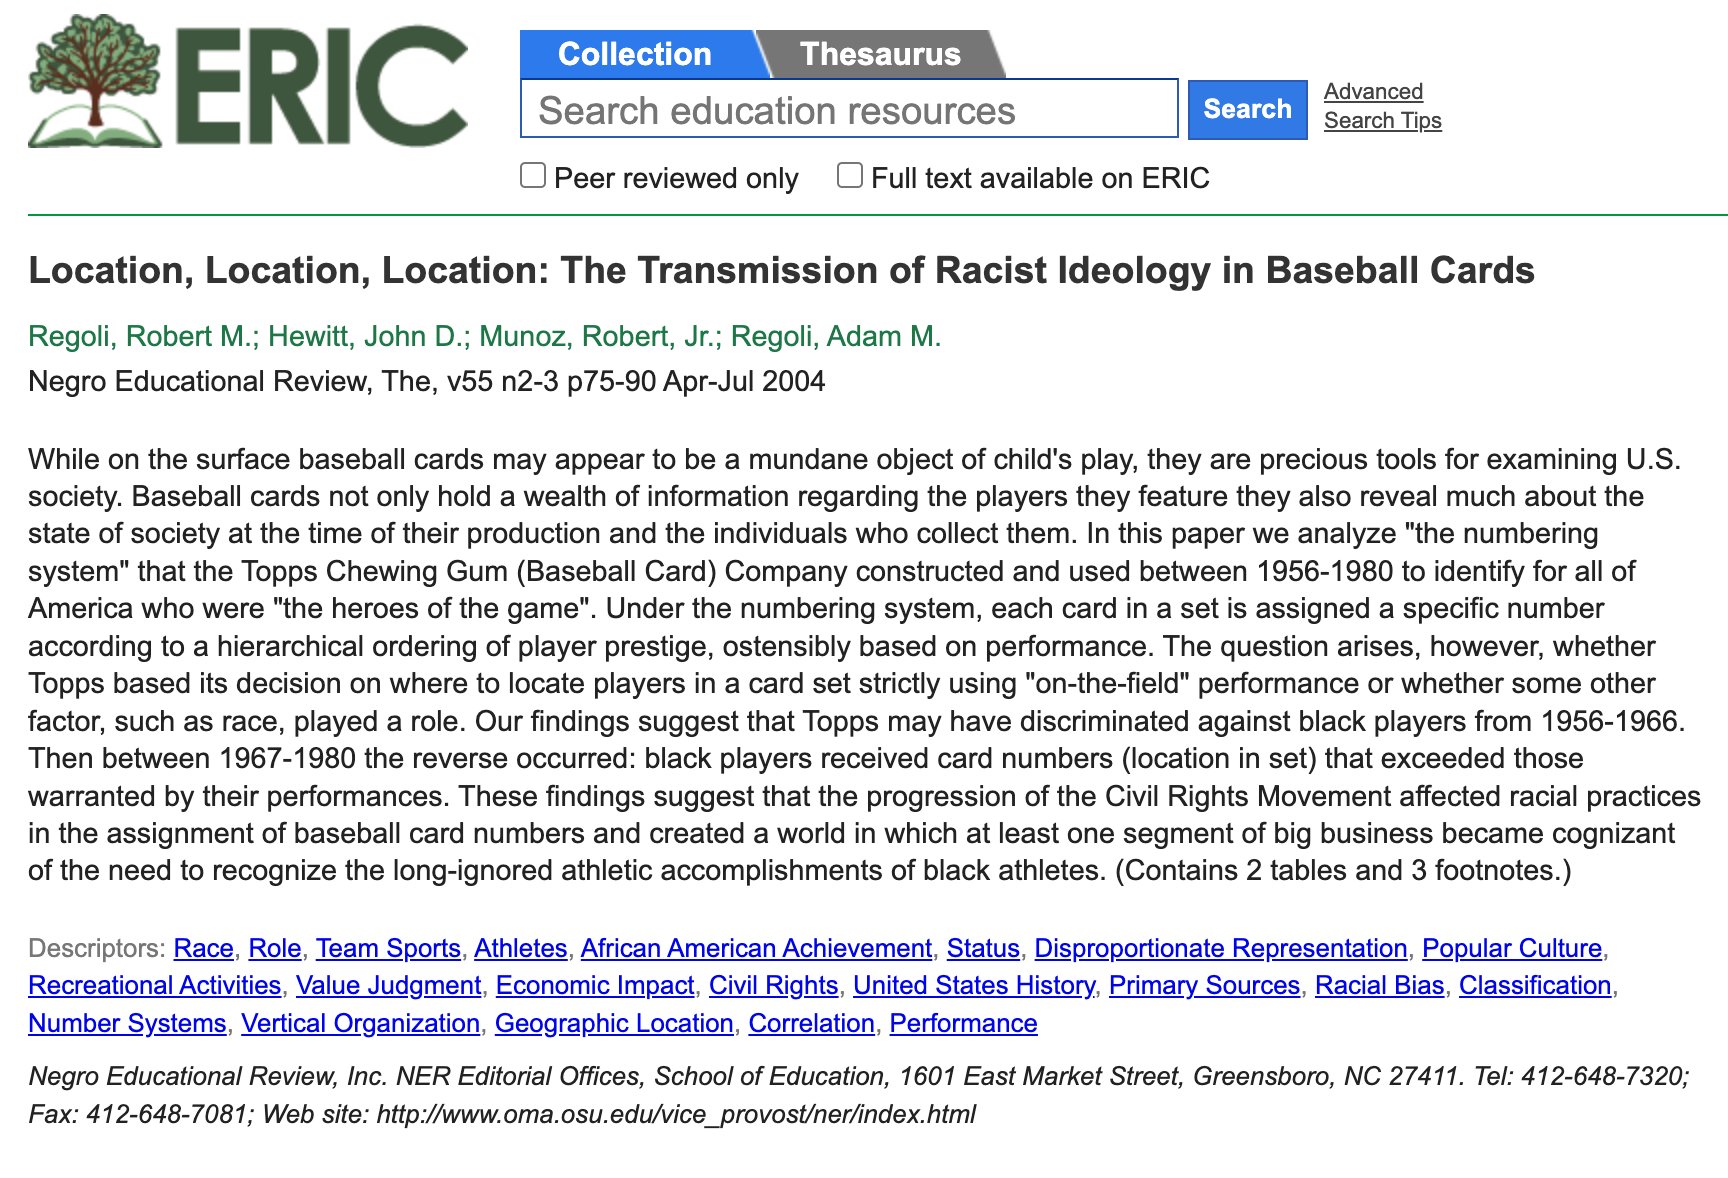 ERIC
Collection
Thesaurus
Search education resources
Search
Advanced
Search Tips
Peer reviewed only
Full text available on ERIC
Location, Location, Location: The Transmission of Racist Ideology in Baseball Cards
Regoli, Robert M.; Hewitt, John D.; Munoz, Robert, Jr.; Regoli, Adam M.
Negro Educational Review, The, v55 n2-3 p75-90 Apr-Jul 2004
While on the surface baseball cards may appear to be a mundane object of child's play, they are precious tools for examining U.S.
society. Baseball cards not only hold a wealth of information regarding the players they feature they also reveal much about the
state of society at the time of their production and the individuals who collect them. In this paper we analyze "the numbering
system" that the Topps Chewing Gum (Baseball Card) Company constructed and used between 1956-1980 to identify for all of
America who were "the heroes of the game". Under the numbering system, each card in a set is assigned a specific number
according to a hierarchical ordering of player prestige, ostensibly based on performance. The question arises, however, whether
Topps based its decision on where to locate players in a card set strictly using "on-the-field" performance or whether some other
factor, such as race, played a role. Our findings suggest that Topps may have discriminated against black players from 1956-1966.
Then between 1967-1980 the reverse occurred: black players received card numbers (location in set) that exceeded those
warranted by their performances. These findings suggest that the progression of the Civil Rights Movement affected racial practices
in the assignment of baseball card numbers and created a world in which at least one segment of big business became cognizant
of the need to recognize the long-ignored athletic accomplishments of black athletes. (Contains 2 tables and 3 footnotes.)
Descriptors: Race, Role, Team Sports, Athletes, African American Achievement, Status, Disproportionate Representation, Popular Culture,
Recreational Activities, Value Judgment, Economic Impact, Civil Rights, United States History, Primary Sources, Racial Bias, Classification,
Number Systems, Vertical Organization, Geographic Location, Correlation, Performance
Negro Educational Review, Inc. NER Editorial Offices, School of Education, 1601 East Market Street, Greensboro, NC 27411. Tel: 412-648-7320;
Fax: 412-648-7081; Web site: http://www.oma.osu.edu/vice_provost/ner/index.html